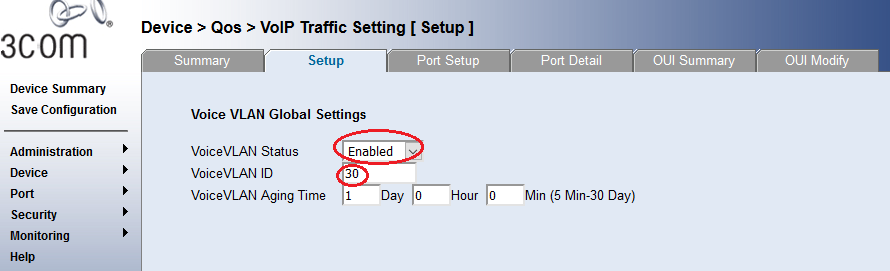 3COM
Device > Qos > VoIP Traffic Setting [ Setup ]
Summary Setup Port Setup Port Detail OUI Summary OUI Modify
Device Summary
Save Configuration
Administration
Device
Port
Security
Monitoring
Help
Voice VLAN Global Settings
VoiceVLAN Status Enabled
VoiceVLAN ID 30
VoiceVLAN Aging Time 1 Day 0 Hour 0 Min (5 Min-30 Day)